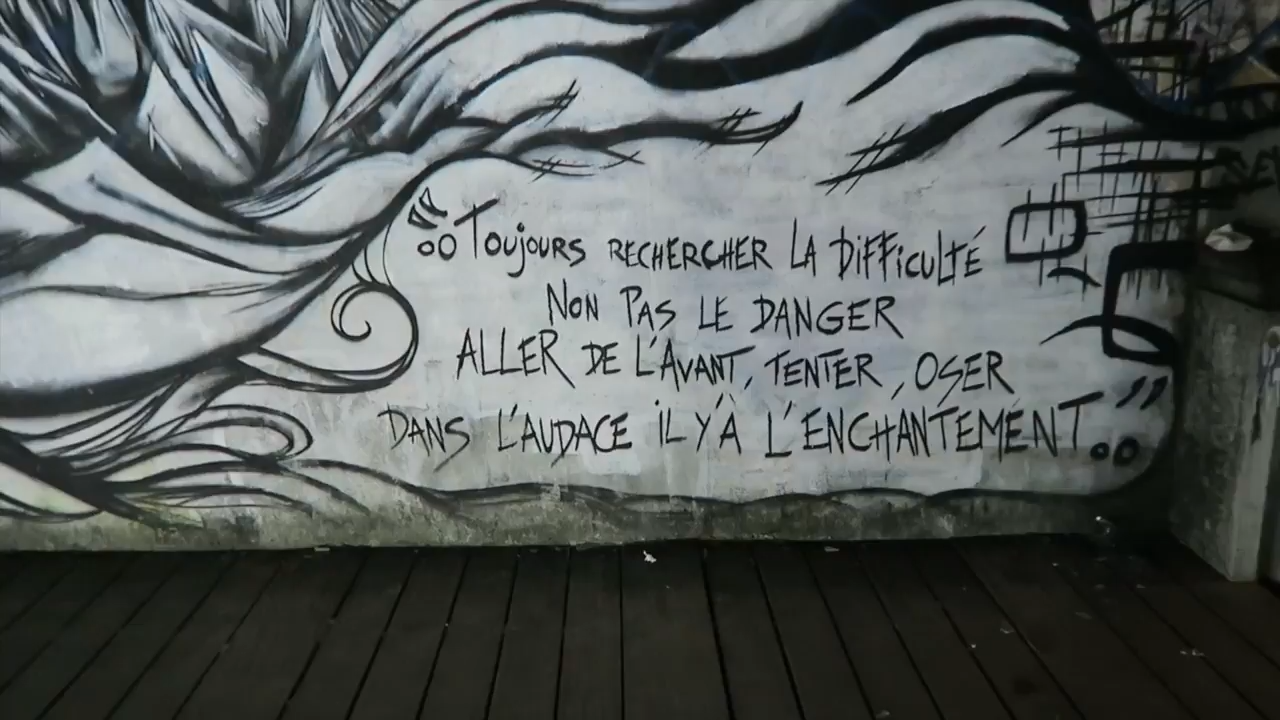 "Toujours RECHERCHER LA DIFFICULTÉ
NON PAS LE DANGER
ALLER DE L'AVANT, TENTER, OSER
DANS L'AUDACE IL Y'À L'ENCHANTEMENT.."